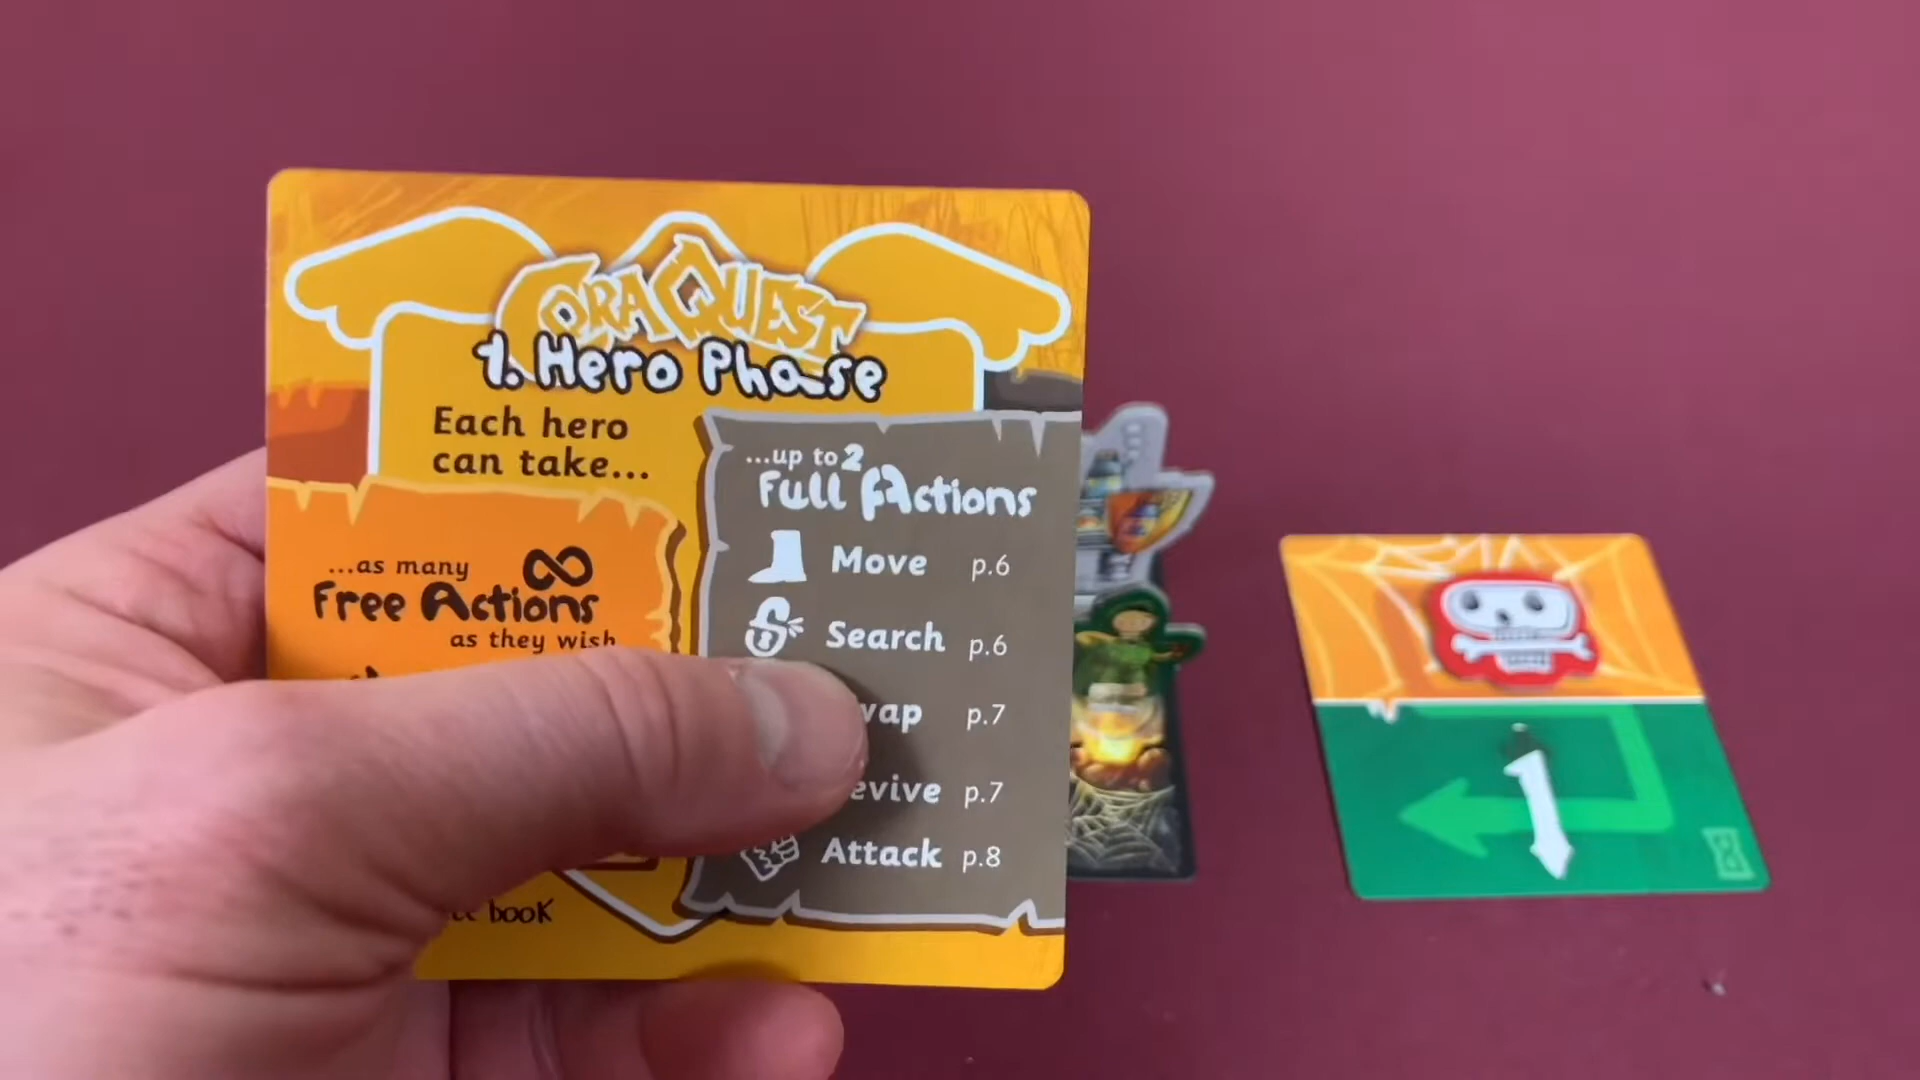 CORAQUEST
1. Hero Phase
Each hero
can take...
...as many ∞
Free Actions
as they wish
...up to 2
Full Actions
Move p.6
Search p.6
p.7
p.7
Attack p.8
book